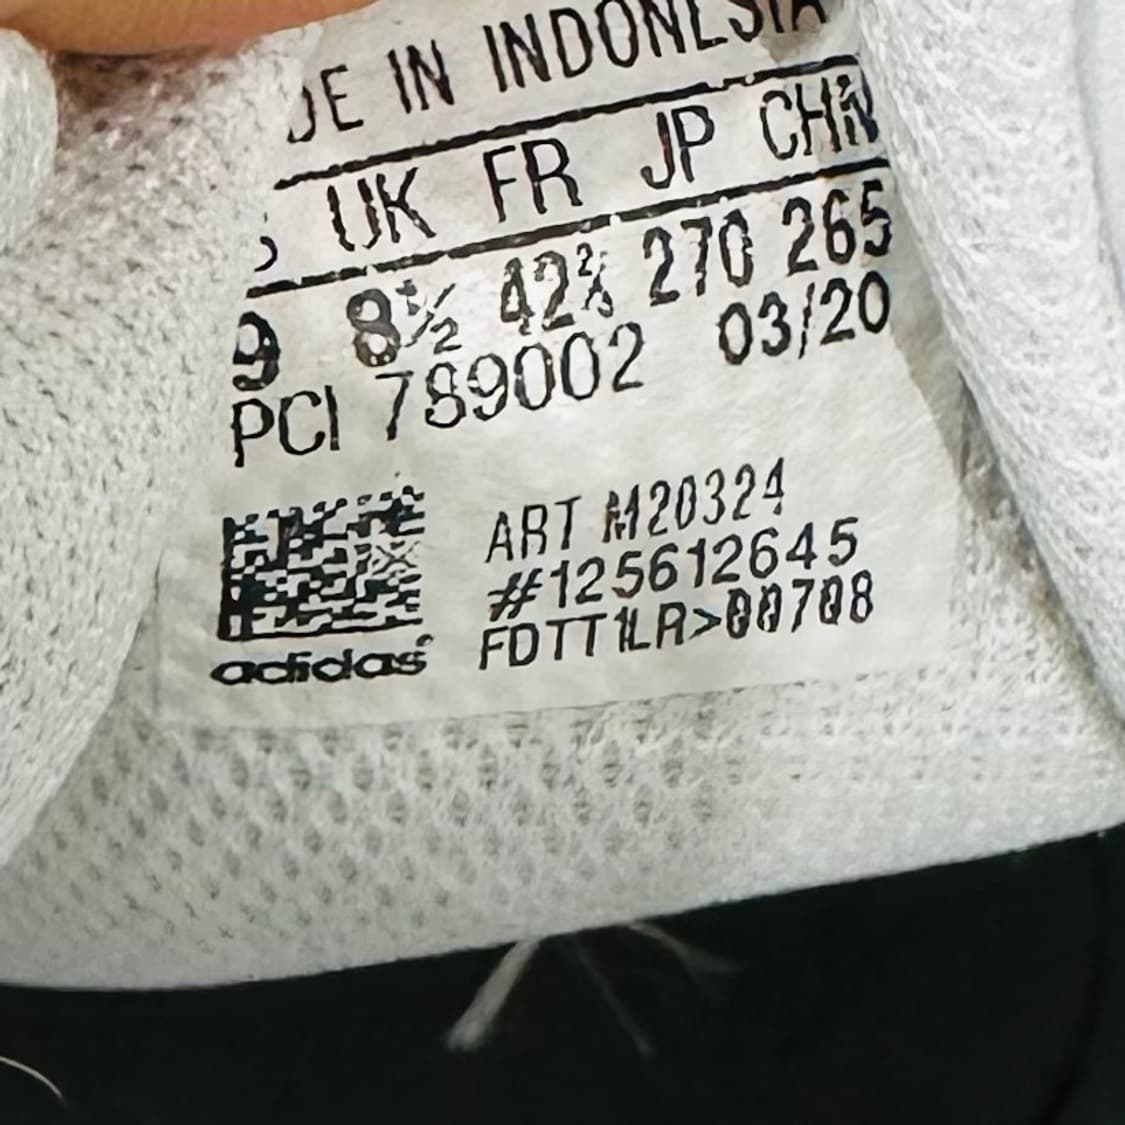 DE IN INDONESIA
S UK FR JP CHN
9 8½ 42⅔ 270 265
PCI 789002 03/20
ART M20324
#125612645
FDTT1LA>00708
adidas